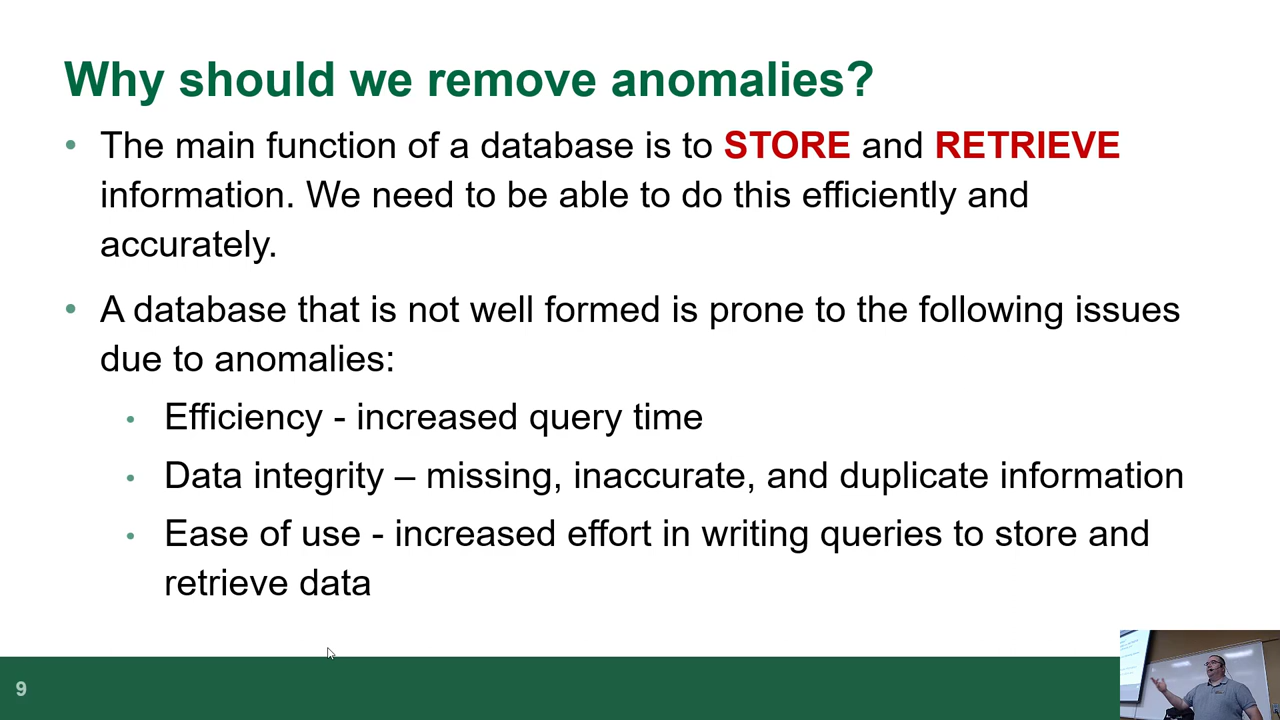 Why should we remove anomalies?
• The main function of a database is to STORE and RETRIEVE
information. We need to be able to do this efficiently and
accurately.
• A database that is not well formed is prone to the following issues
due to anomalies:
• Efficiency - increased query time
• Data integrity – missing, inaccurate, and duplicate information
• Ease of use - increased effort in writing queries to store and
retrieve data
9